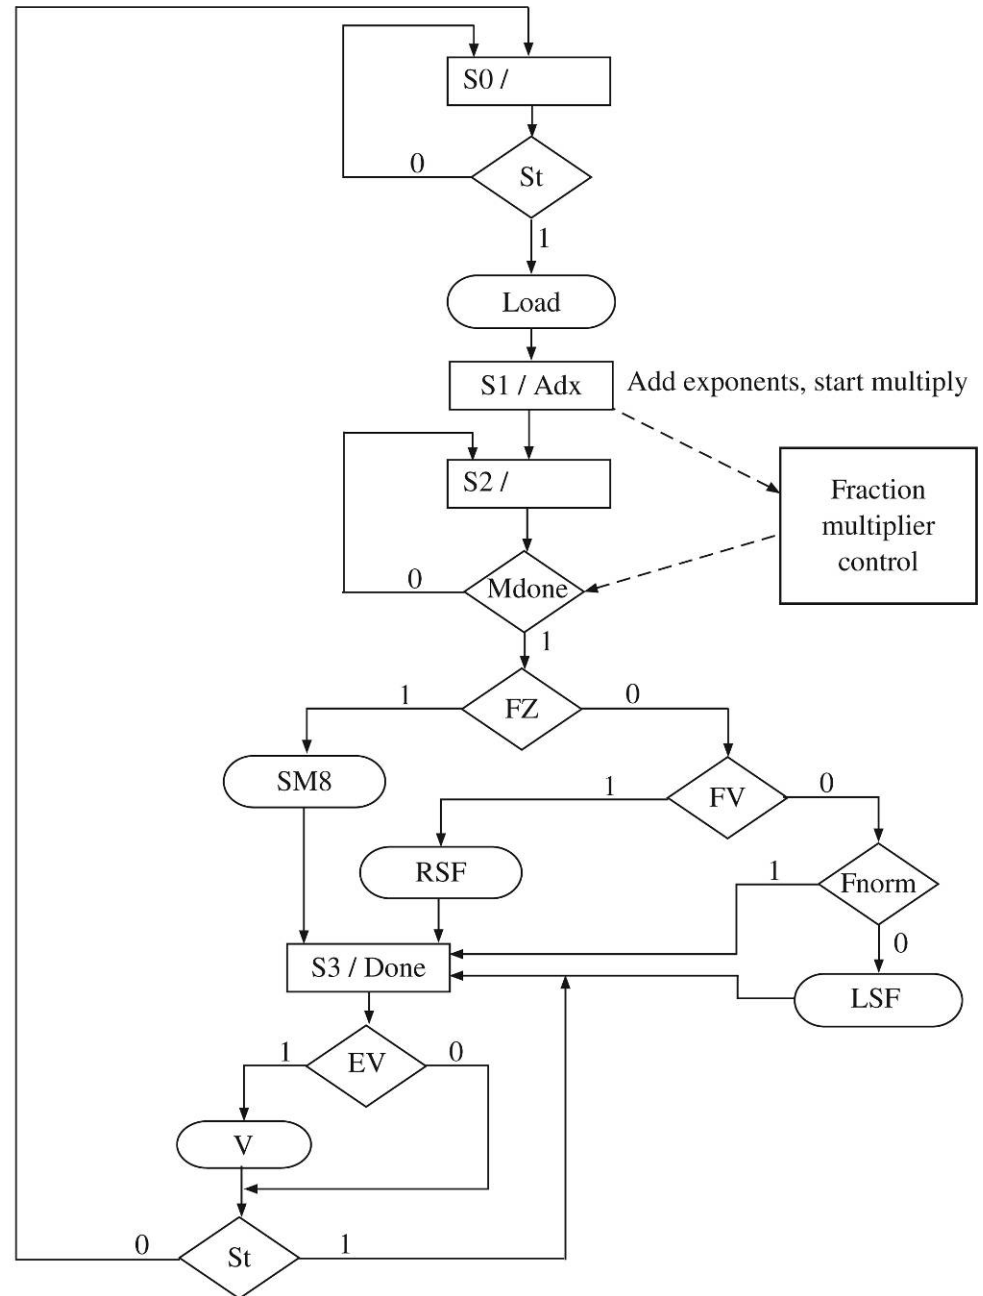 S0 /
0
St
1
Load
S1 / Adx
Add exponents, start multiply
S2 /
Fraction
multiplier
control
0
Mdone
1
1
FZ
0
SM8
1
FV
0
RSF
1
Fnorm
0
S3 / Done
LSF
1
EV
0
V
0
St
1